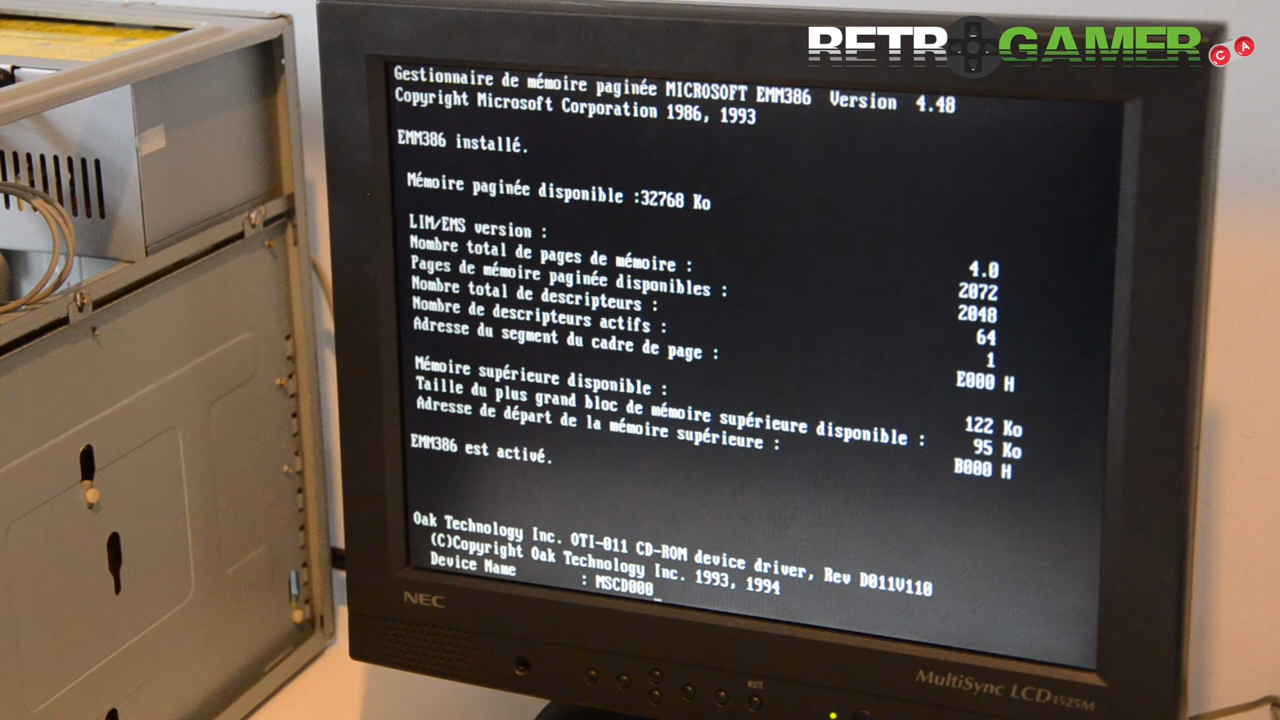 RETROGAMER CA
Gestionnaire de mémoire paginée MICROSOFT EMM386 Version 4.48
Copyright Microsoft Corporation 1986, 1993
EMM386 installé.
Mémoire paginée disponible :32768 Ko
LIM/EMS version : 4.0
Nombre total de pages de mémoire : 2072
Pages de mémoire paginée disponibles : 2048
Nombre total de descripteurs : 64
Nombre de descripteurs actifs : 1
Adresse du segment du cadre de page : E000 H
Mémoire supérieure disponible : 122 Ko
Taille du plus grand bloc de mémoire supérieure disponible : 95 Ko
Adresse de départ de la mémoire supérieure : B000 H
EMM386 est activé.
Oak Technology Inc. OTI-011 CD-ROM device driver, Rev D011V110
(C)Copyright Oak Technology Inc. 1993, 1994
Device Name : MSCD000_
NEC
MUTE
MultiSync LCD 1525M